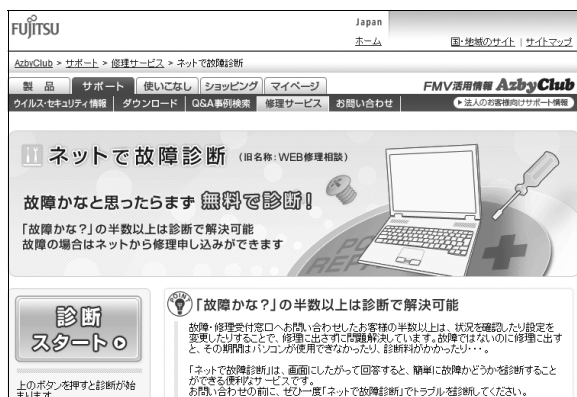 FUJITSU
Japan
ホーム
国・地域のサイト | サイトマップ
AzbyClub > サポート > 修理サービス > ネットで故障診断
製 品 サポート 使いこなし ショッピング マイページ
FMV活用情報 AzbyClub
ウイルス・セキュリティ情報 ダウンロード Q&A事例検索 修理サービス お問い合わせ
法人のお客様向けサポート情報
ネットで故障診断 (旧名称:WEB修理相談)
故障かなと思ったらまず 無料で診断!
「故障かな?」の半数以上は診断で解決可能
故障の場合はネットから修理申し込みができます
PC
REPAIR
診断
スタート
上のボタンを押すと診断が始
まります
POINT
「故障かな?」の半数以上は診断で解決可能
故障・修理受付窓口へお問い合わせしたお客様の半数以上は、状況を確認したり設定を
変更したりすることで、修理に出さずに問題解決しています。故障ではないのに修理に出す
と、その期間はパソコンが使用できなかったり、診断料がかかったり・・・。
「ネットで故障診断」は、画面にしたがって回答すると、簡単に故障かどうかを診断すること
ができる便利なサービスです。
お問い合わせの前に、ぜひ一度「ネットで故障診断」でトラブルを診断してください。